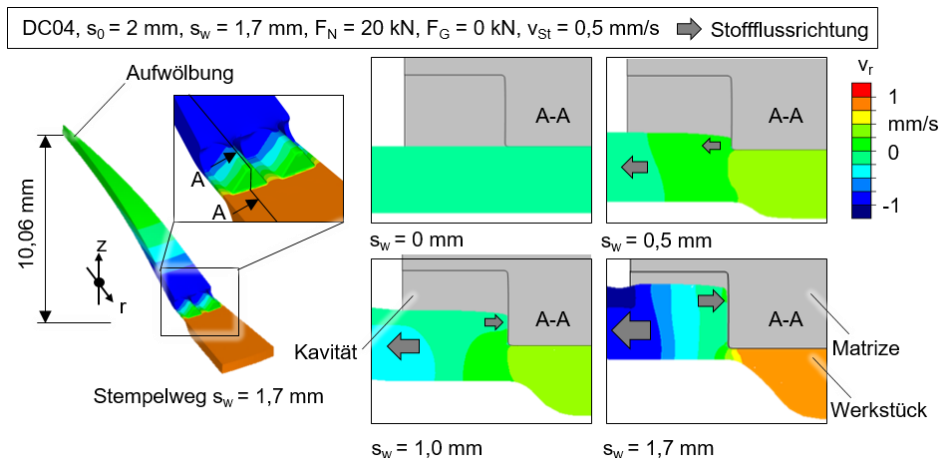 DC04, s0 = 2 mm, sw = 1,7 mm, FN = 20 kN, FG = 0 kN, vSt = 0,5 mm/s Stoffflussrichtung
Aufwölbung
A
A
10,06 mm
z
r
Stempelweg sw = 1,7 mm
A-A
sw = 0 mm
A-A
sw = 0,5 mm
vr
1
mm/s
0
-1
Kavität
A-A
sw = 1,0 mm
A-A
sw = 1,7 mm
Matrize
Werkstück